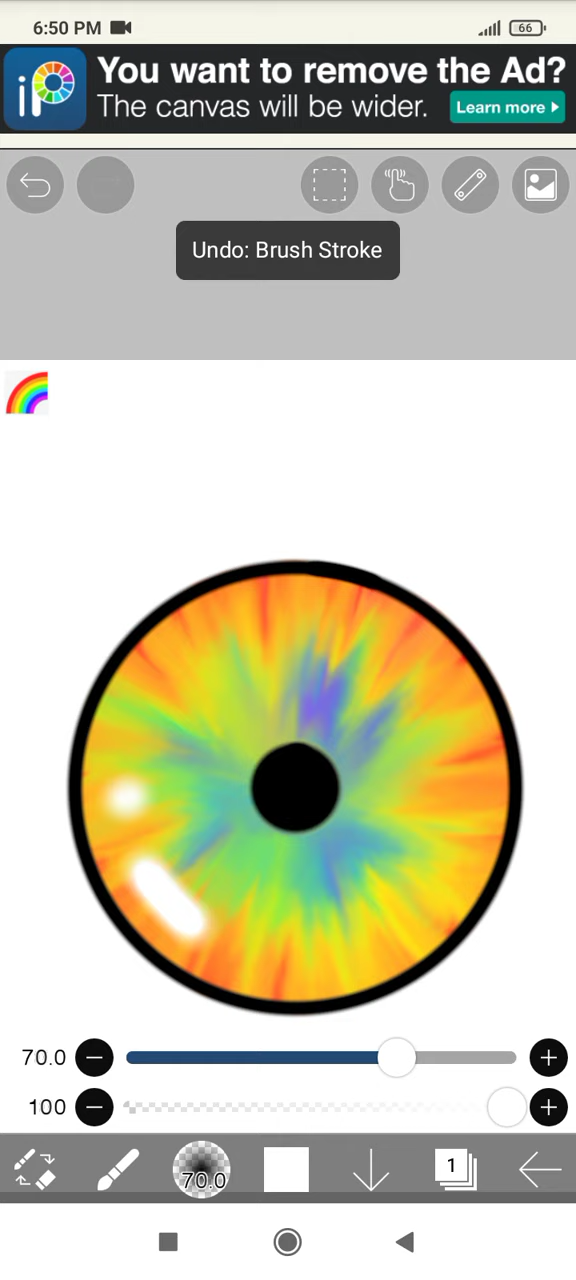 6:50 PM
66
iP
You want to remove the Ad?
The canvas will be wider.
Learn more
Undo: Brush Stroke
70.0
100
70.0
1